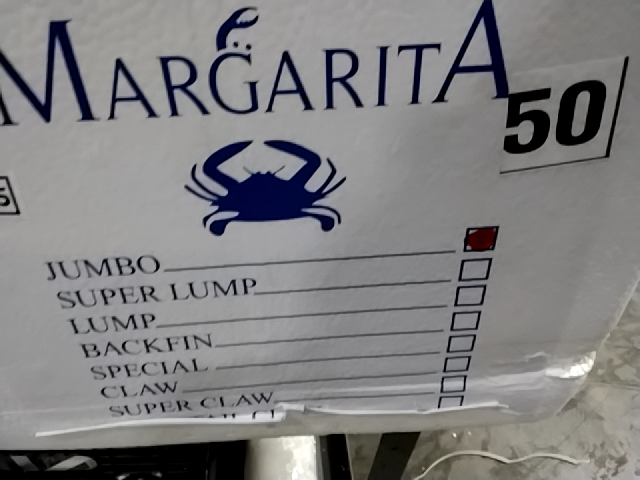 MARGARITA
50
JUMBO
SUPER LUMP
LUMP
BACKFIN
SPECIAL
CLAW
SUPER CLAW